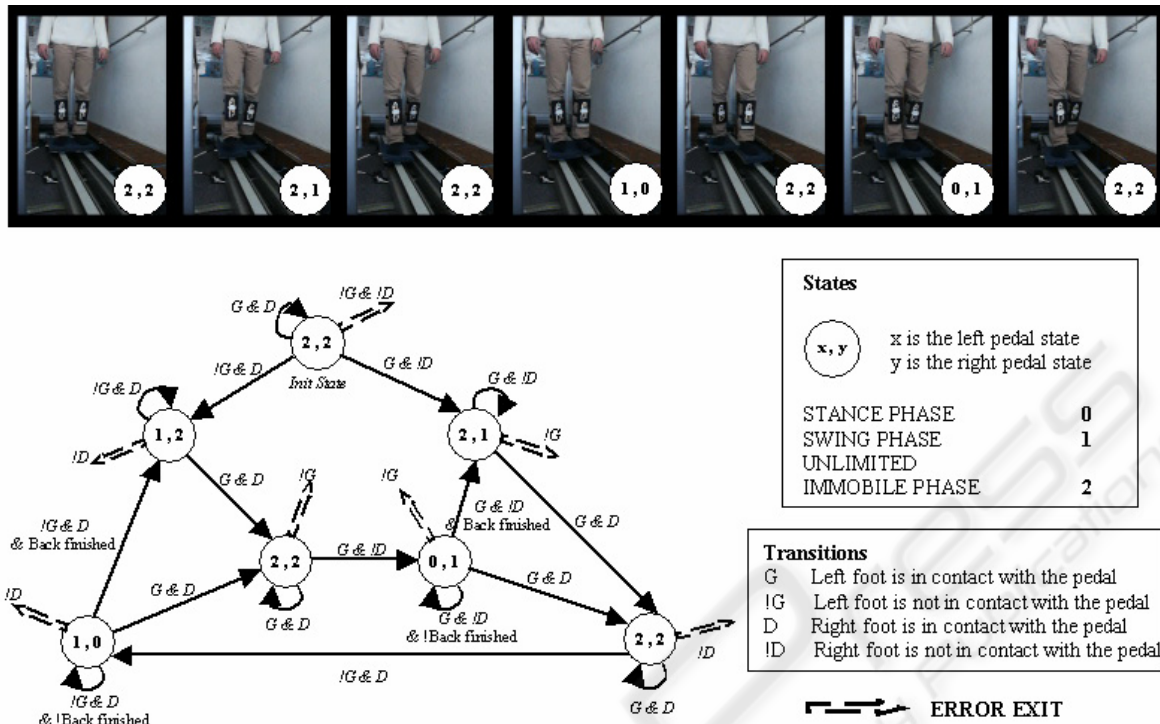 2,2
2,1
2,2
1,0
2,2
0,1
2,2
G & D
!G & !D
2,2
Init State
!G & D
G & !D
!G & D
1,2
!D
G & !D
2,1
!G
G & D
!G
!G
G & !D
& Back finished
G & D
!G & D
& Back finished
2,2
G & !D
0,1
G & D
G & D
G & D
G & !D
& !Back finished
!D
1,0
2,2
!D
!G & D
G & D
!G & D
& !Back finished
States
x,y
x is the left pedal state
y is the right pedal state
STANCE PHASE 0
SWING PHASE 1
UNLIMITED
IMMOBILE PHASE 2
Transitions
G Left foot is in contact with the pedal
!G Left foot is not in contact with the pedal
D Right foot is in contact with the pedal
!D Right foot is not in contact with the pedal
ERROR EXIT